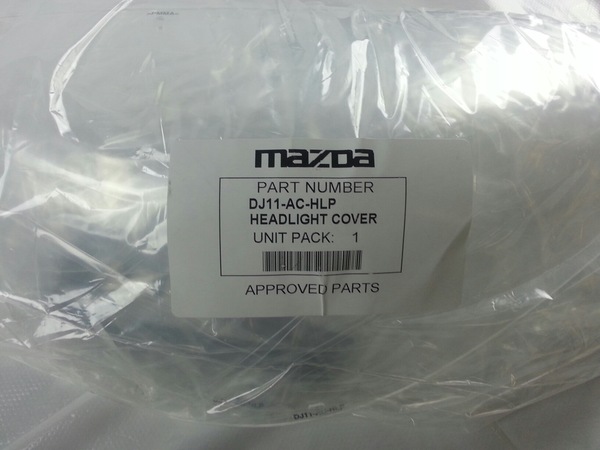 mazda
PART NUMBER
DJ11-AC-HLP
HEADLIGHT COVER
UNIT PACK: 1
APPROVED PARTS